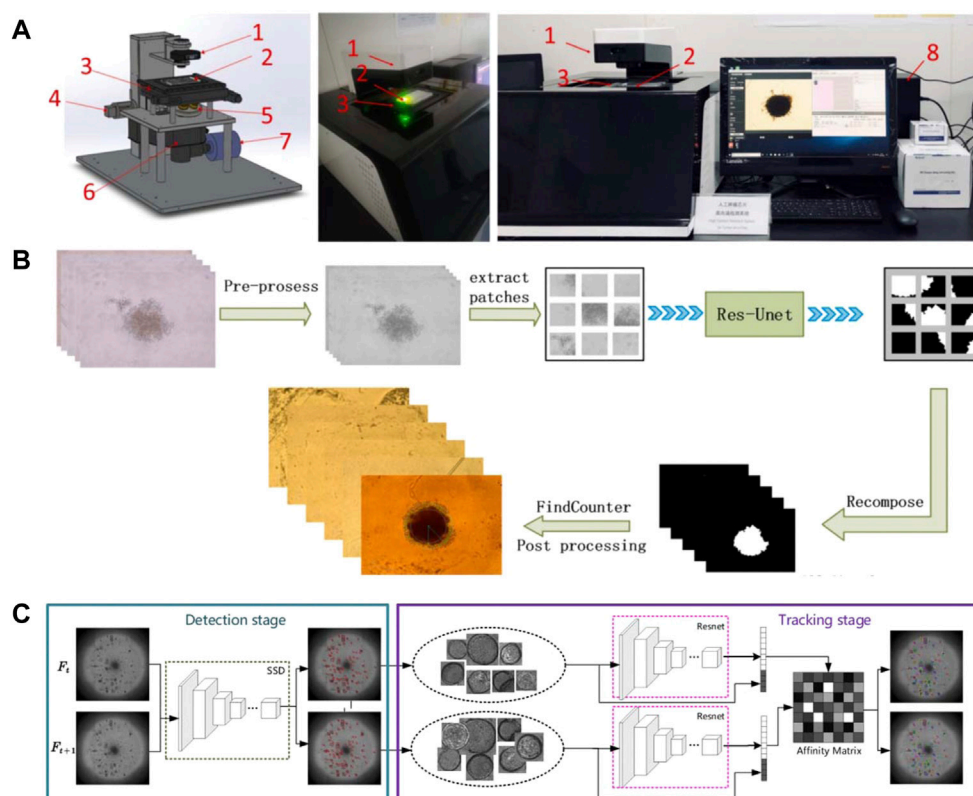 A
1
2
3
4
5
6
7
1
2
3
1
2
3
8
B
Pre-prosess
extract
patches
Res-Unet
Recompose
FindCounter
Post processing
C
Detection stage
Tracking stage
F_t
F_{t+1}
SSD
Resnet
Resnet
Affinity Matrix